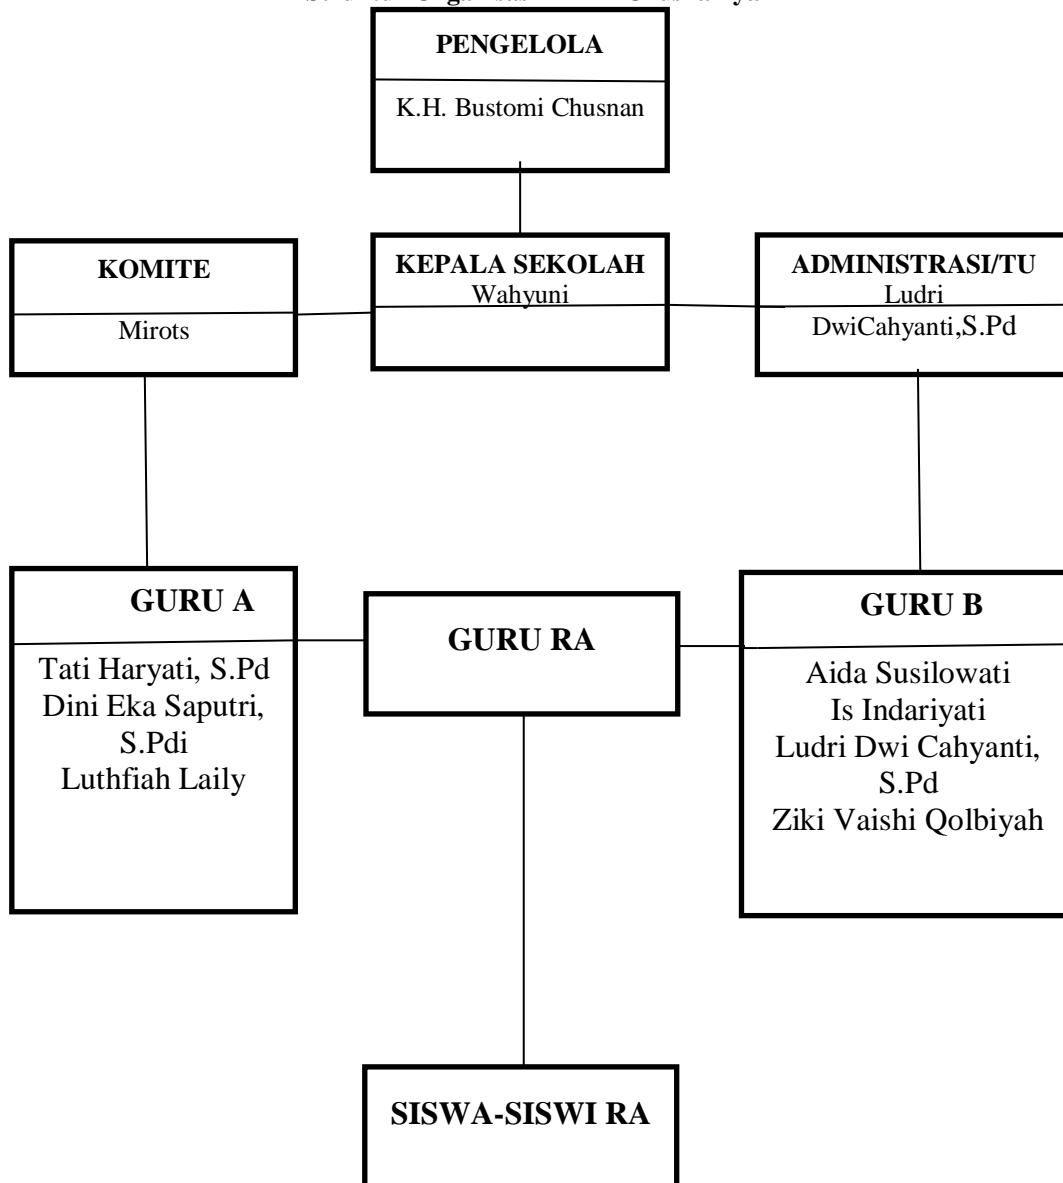 PENGELOLA
K.H. Bustomi Chusnan
KOMITE
Mirots
KEPALA SEKOLAH
Wahyuni
ADMINISTRASI/TU
Ludri
DwiCahyanti,S.Pd
GURU A
Tati Haryati, S.Pd
Dini Eka Saputri,
S.Pdi
Luthfiah Laily
GURU RA
GURU B
Aida Susilowati
Is Indariyati
Ludri Dwi Cahyanti,
S.Pd
Ziki Vaishi Qolbiyah
SISWA-SISWI RA